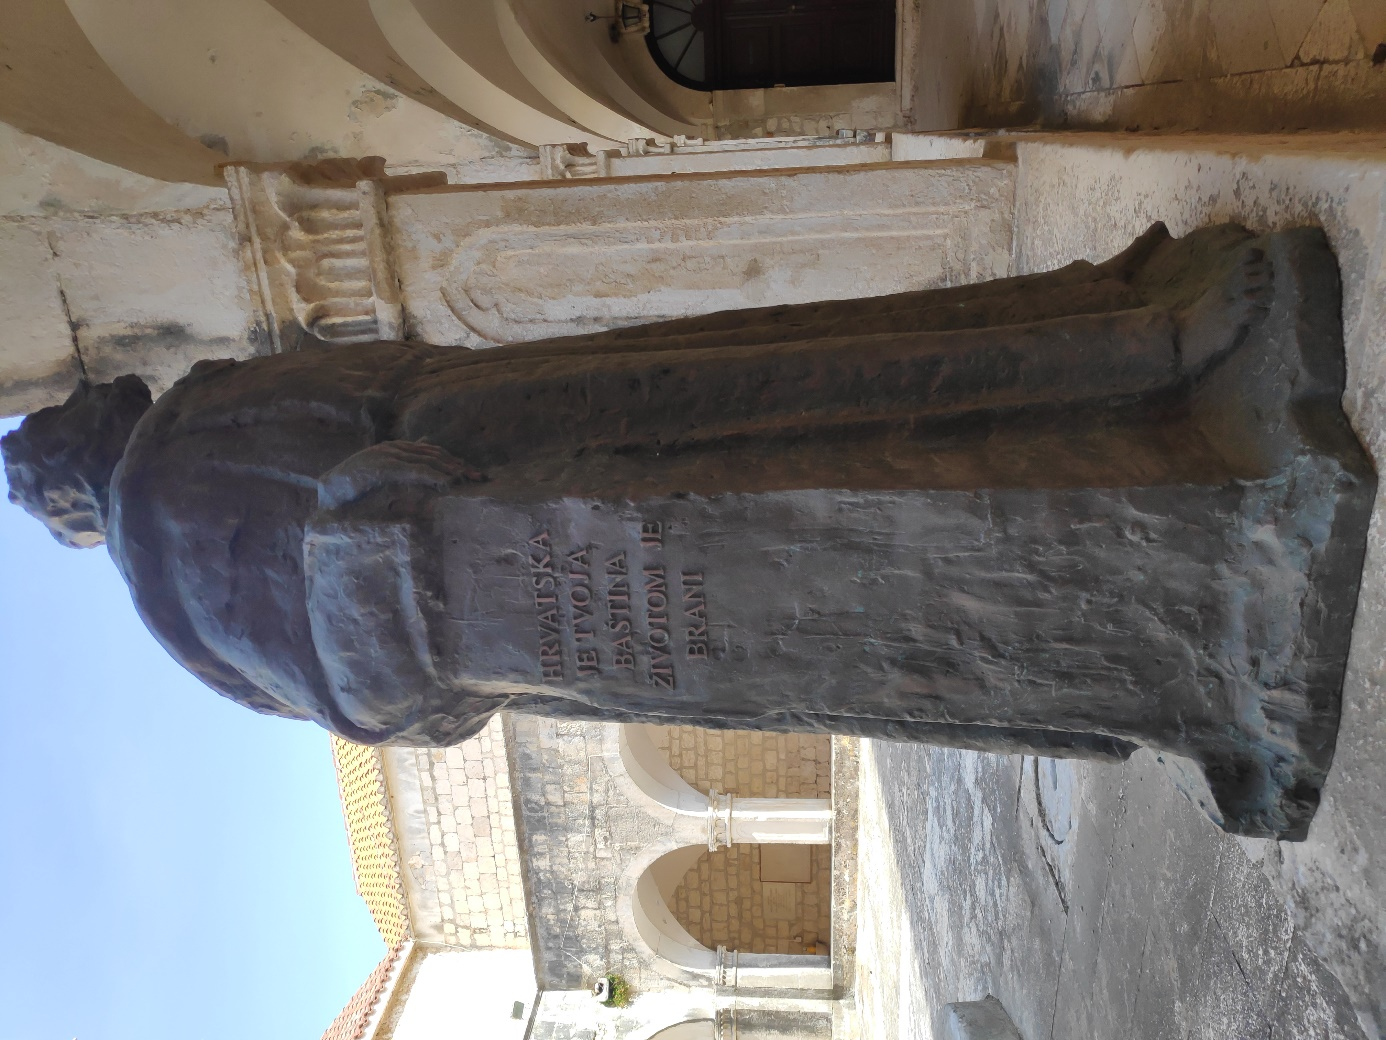 HRVATSKA
JE TVOJA
BAŠTINA
ŽIVOTOM JE
BRANI